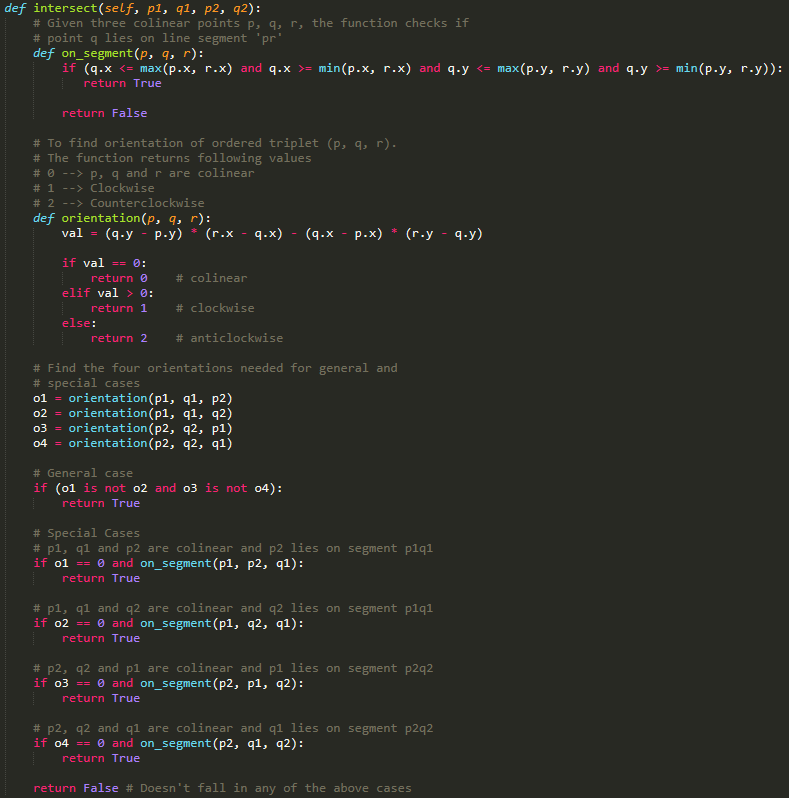 def intersect(self, p1, q1, p2, q2):
    # Given three colinear points p, q, r, the function checks if
    # point q lies on line segment 'pr'
    def on_segment(p, q, r):
        if (q.x <= max(p.x, r.x) and q.x >= min(p.x, r.x) and q.y <= max(p.y, r.y) and q.y >= min(p.y, r.y)):
           return True

        return False

    # To find orientation of ordered triplet (p, q, r).
    # The function returns following values
    # 0 --> p, q and r are colinear
    # 1 --> Clockwise
    # 2 --> Counterclockwise
    def orientation(p, q, r):
        val = (q.y - p.y) * (r.x - q.x) - (q.x - p.x) * (r.y - q.y)

        if val == 0:
            return 0    # colinear
        elif val > 0:
            return 1    # clockwise
        else:
            return 2    # anticlockwise

    # Find the four orientations needed for general and
    # special cases
    o1 = orientation(p1, q1, p2)
    o2 = orientation(p1, q1, q2)
    o3 = orientation(p2, q2, p1)
    o4 = orientation(p2, q2, q1)

    # General case
    if (o1 is not o2 and o3 is not o4):
        return True

    # Special Cases
    # p1, q1 and p2 are colinear and p2 lies on segment p1q1
    if o1 == 0 and on_segment(p1, p2, q1):
        return True

    # p1, q1 and q2 are colinear and q2 lies on segment p1q1
    if o2 == 0 and on_segment(p1, q2, q1):
        return True

    # p2, q2 and p1 are colinear and p1 lies on segment p2q2
    if o3 == 0 and on_segment(p2, p1, q2):
        return True

    # p2, q2 and q1 are colinear and q1 lies on segment p2q2
    if o4 == 0 and on_segment(p2, q1, q2):
        return True

    return False # Doesn't fall in any of the above cases